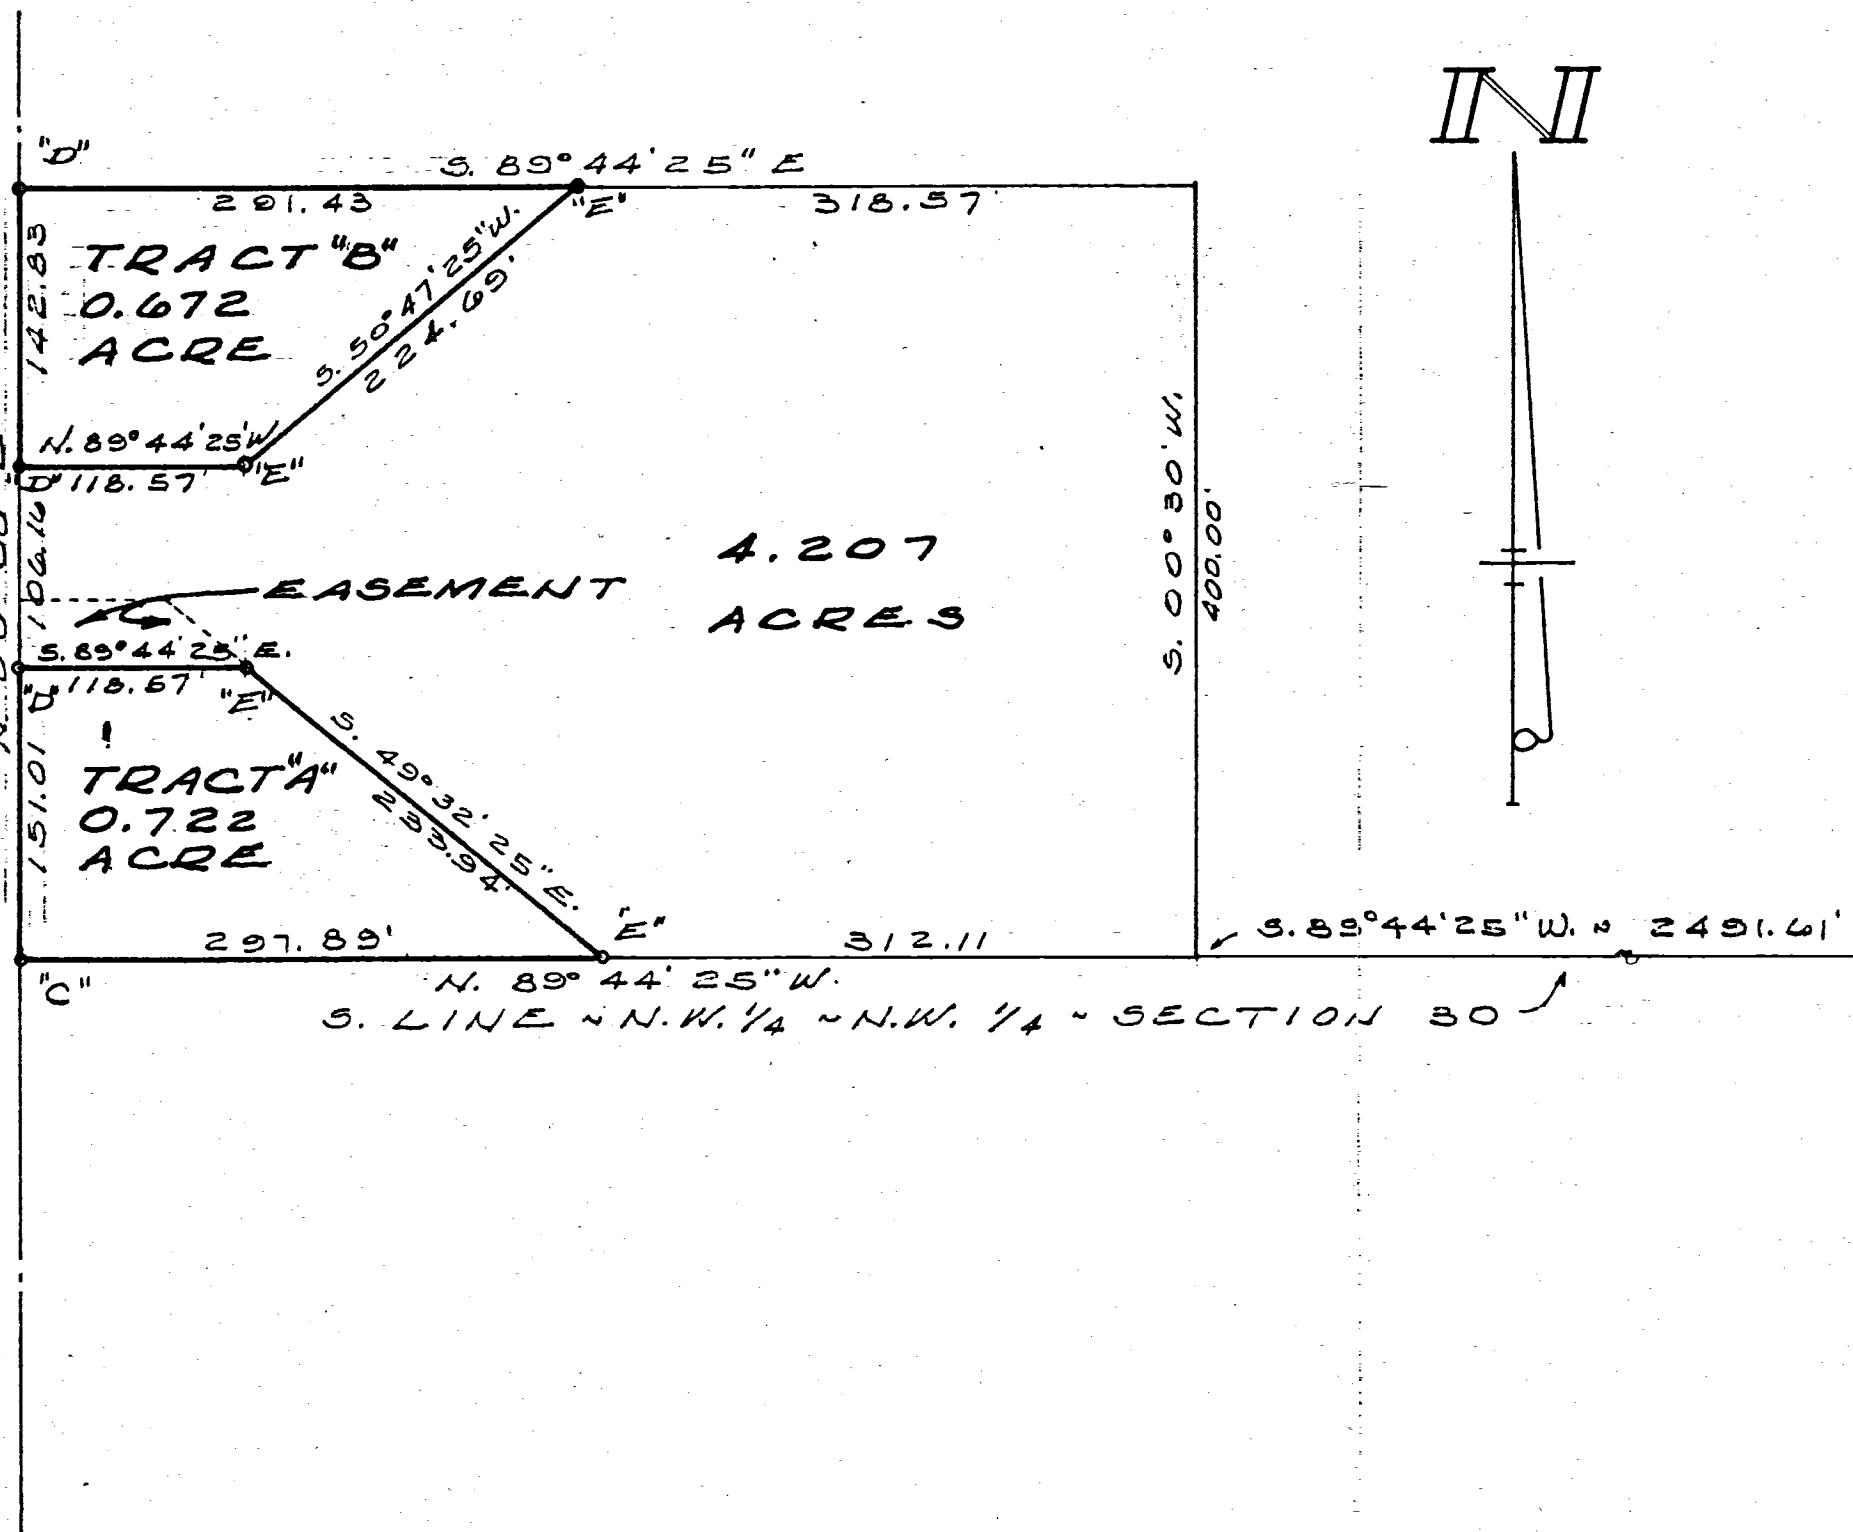 N
"D"
S. 89° 44' 25" E
291.43
"E"
318.57'
TRACT "B"
0.672
ACRE
142.83
S. 50° 47' 25" W.
224.69'
N. 89° 44' 25' W
"D" 118.57'
"E"
106.16
EASEMENT
4.207
ACRES
S. 00° 30' W.
400.00'
S. 89° 44' 25" E.
"D" 118.57'
"E"
151.01
TRACT "A"
0.722
ACRE
S. 49° 32' 25" E.
233.94'
297.89'
"E"
312.11
S. 89° 44' 25" W. ~ 2491.61'
"C"
N. 89° 44' 25" W.
S. LINE ~ N.W. 1/4 ~ N.W. 1/4 ~ SECTION 30